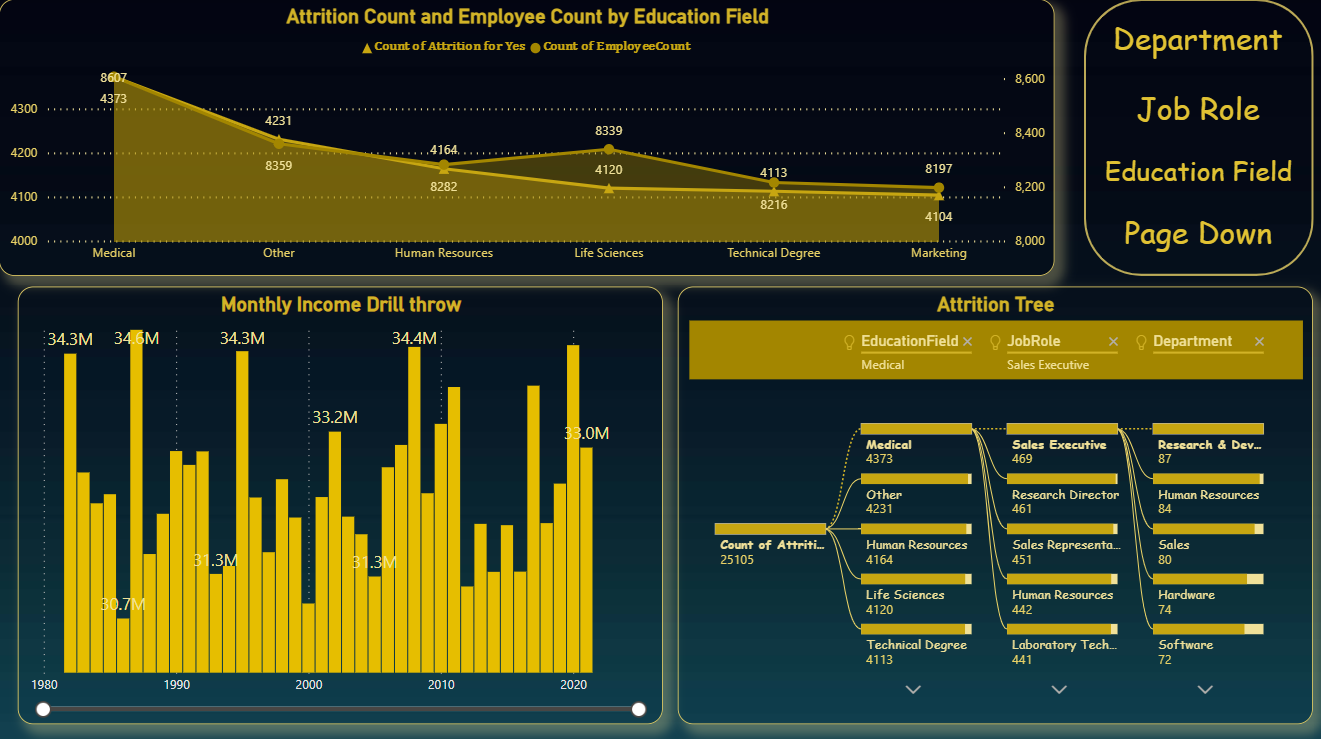 Attrition Count and Employee Count by Education Field
Count of Attrition for Yes Count of EmployeeCount
8607
4373
4231
8359
4164
8282
8339
4120
4113
8216
8197
4104
4300
4200
4100
4000
8,600
8,400
8,200
8,000
Medical Other Human Resources Life Sciences Technical Degree Marketing
Department
Job Role
Education Field
Page Down
Monthly Income Drill throw
34.3M 34.6M 34.3M 34.4M
33.2M
33.0M
31.3M 31.3M
30.7M
1980 1990 2000 2010 2020
Attrition Tree
EducationField JobRole Department
Medical Sales Executive
Count of Attriti...
25105
Medical
4373
Other
4231
Human Resources
4164
Life Sciences
4120
Technical Degree
4113
Sales Executive
469
Research Director
461
Sales Representa...
451
Human Resources
442
Laboratory Tech...
441
Research & Dev...
87
Human Resources
84
Sales
80
Hardware
74
Software
72